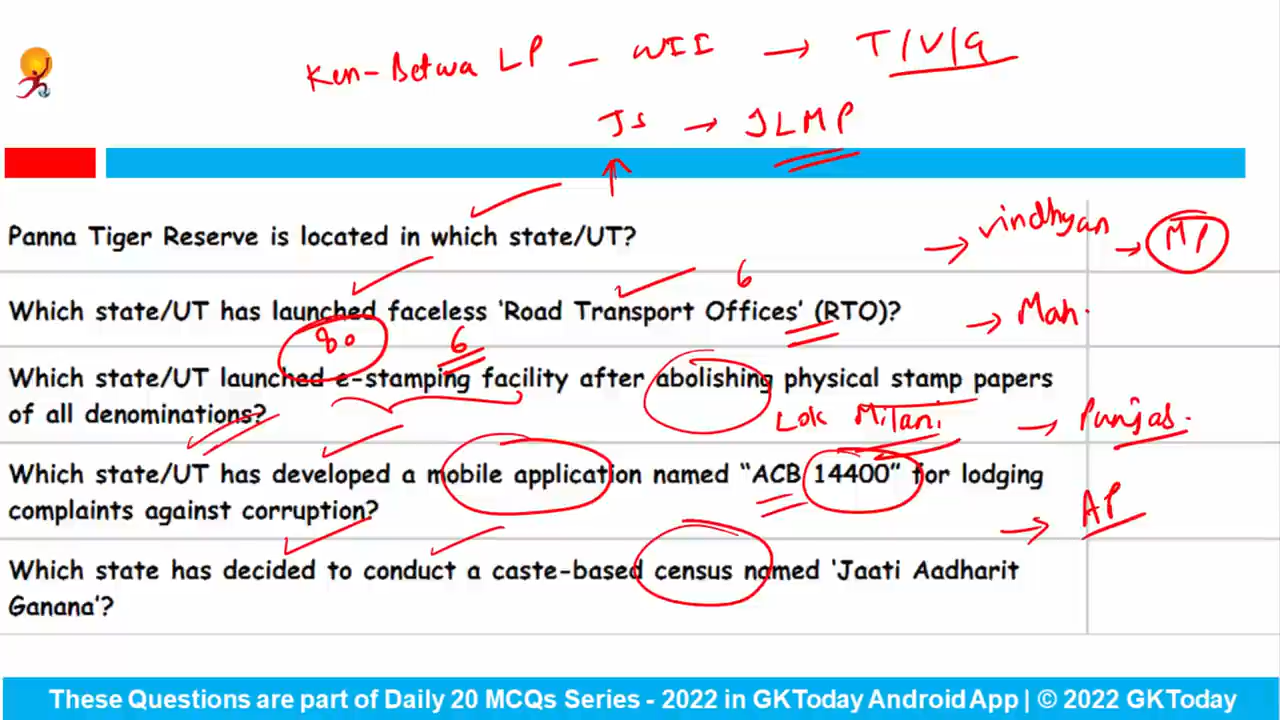 Ken-Betwa LP - WII → T/V/G
JS → JLMP
Panna Tiger Reserve is located in which state/UT?
→ Vindhyan → MP
Which state/UT has launched faceless 'Road Transport Offices' (RTO)?
6
→ Mah.
80
6
Which state/UT launched e-stamping facility after abolishing physical stamp papers
of all denominations?
Lok Milani.
→ Punjab.
Which state/UT has developed a mobile application named "ACB 14400" for lodging
complaints against corruption?
→ AP
Which state has decided to conduct a caste-based census named 'Jaati Aadharit
Ganana'?
These Questions are part of Daily 20 MCQs Series - 2022 in GKToday Android App | © 2022 GKToday